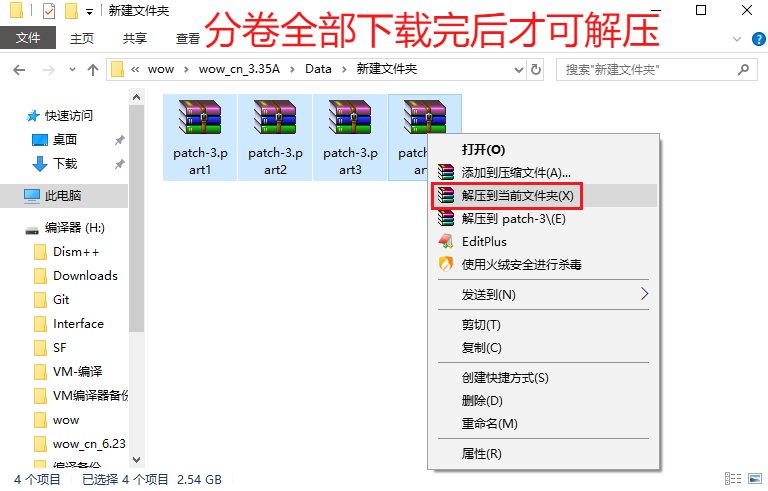 新建文件夹
分卷全部下载完后才可解压
文件 主页 共享 查看
« wow > wow_cn_3.35A > Data > 新建文件夹
搜索"新建文件夹"
快速访问
桌面
下载
此电脑
编译器 (H:)
Dism++
Downloads
Git
Interface
SF
VM-编译
VM编译器备份
wow
wow_cn_6.23
编译备份
patch-3.part1
patch-3.part2
patch-3.part3
打开(O)
添加到压缩文件(A)...
解压到当前文件夹(X)
解压到 patch-3\(E)
EditPlus
使用火绒安全进行杀毒
发送到(N)
剪切(T)
复制(C)
创建快捷方式(S)
删除(D)
重命名(M)
属性(R)
4 个项目 已选择 4 个项目 2.54 GB